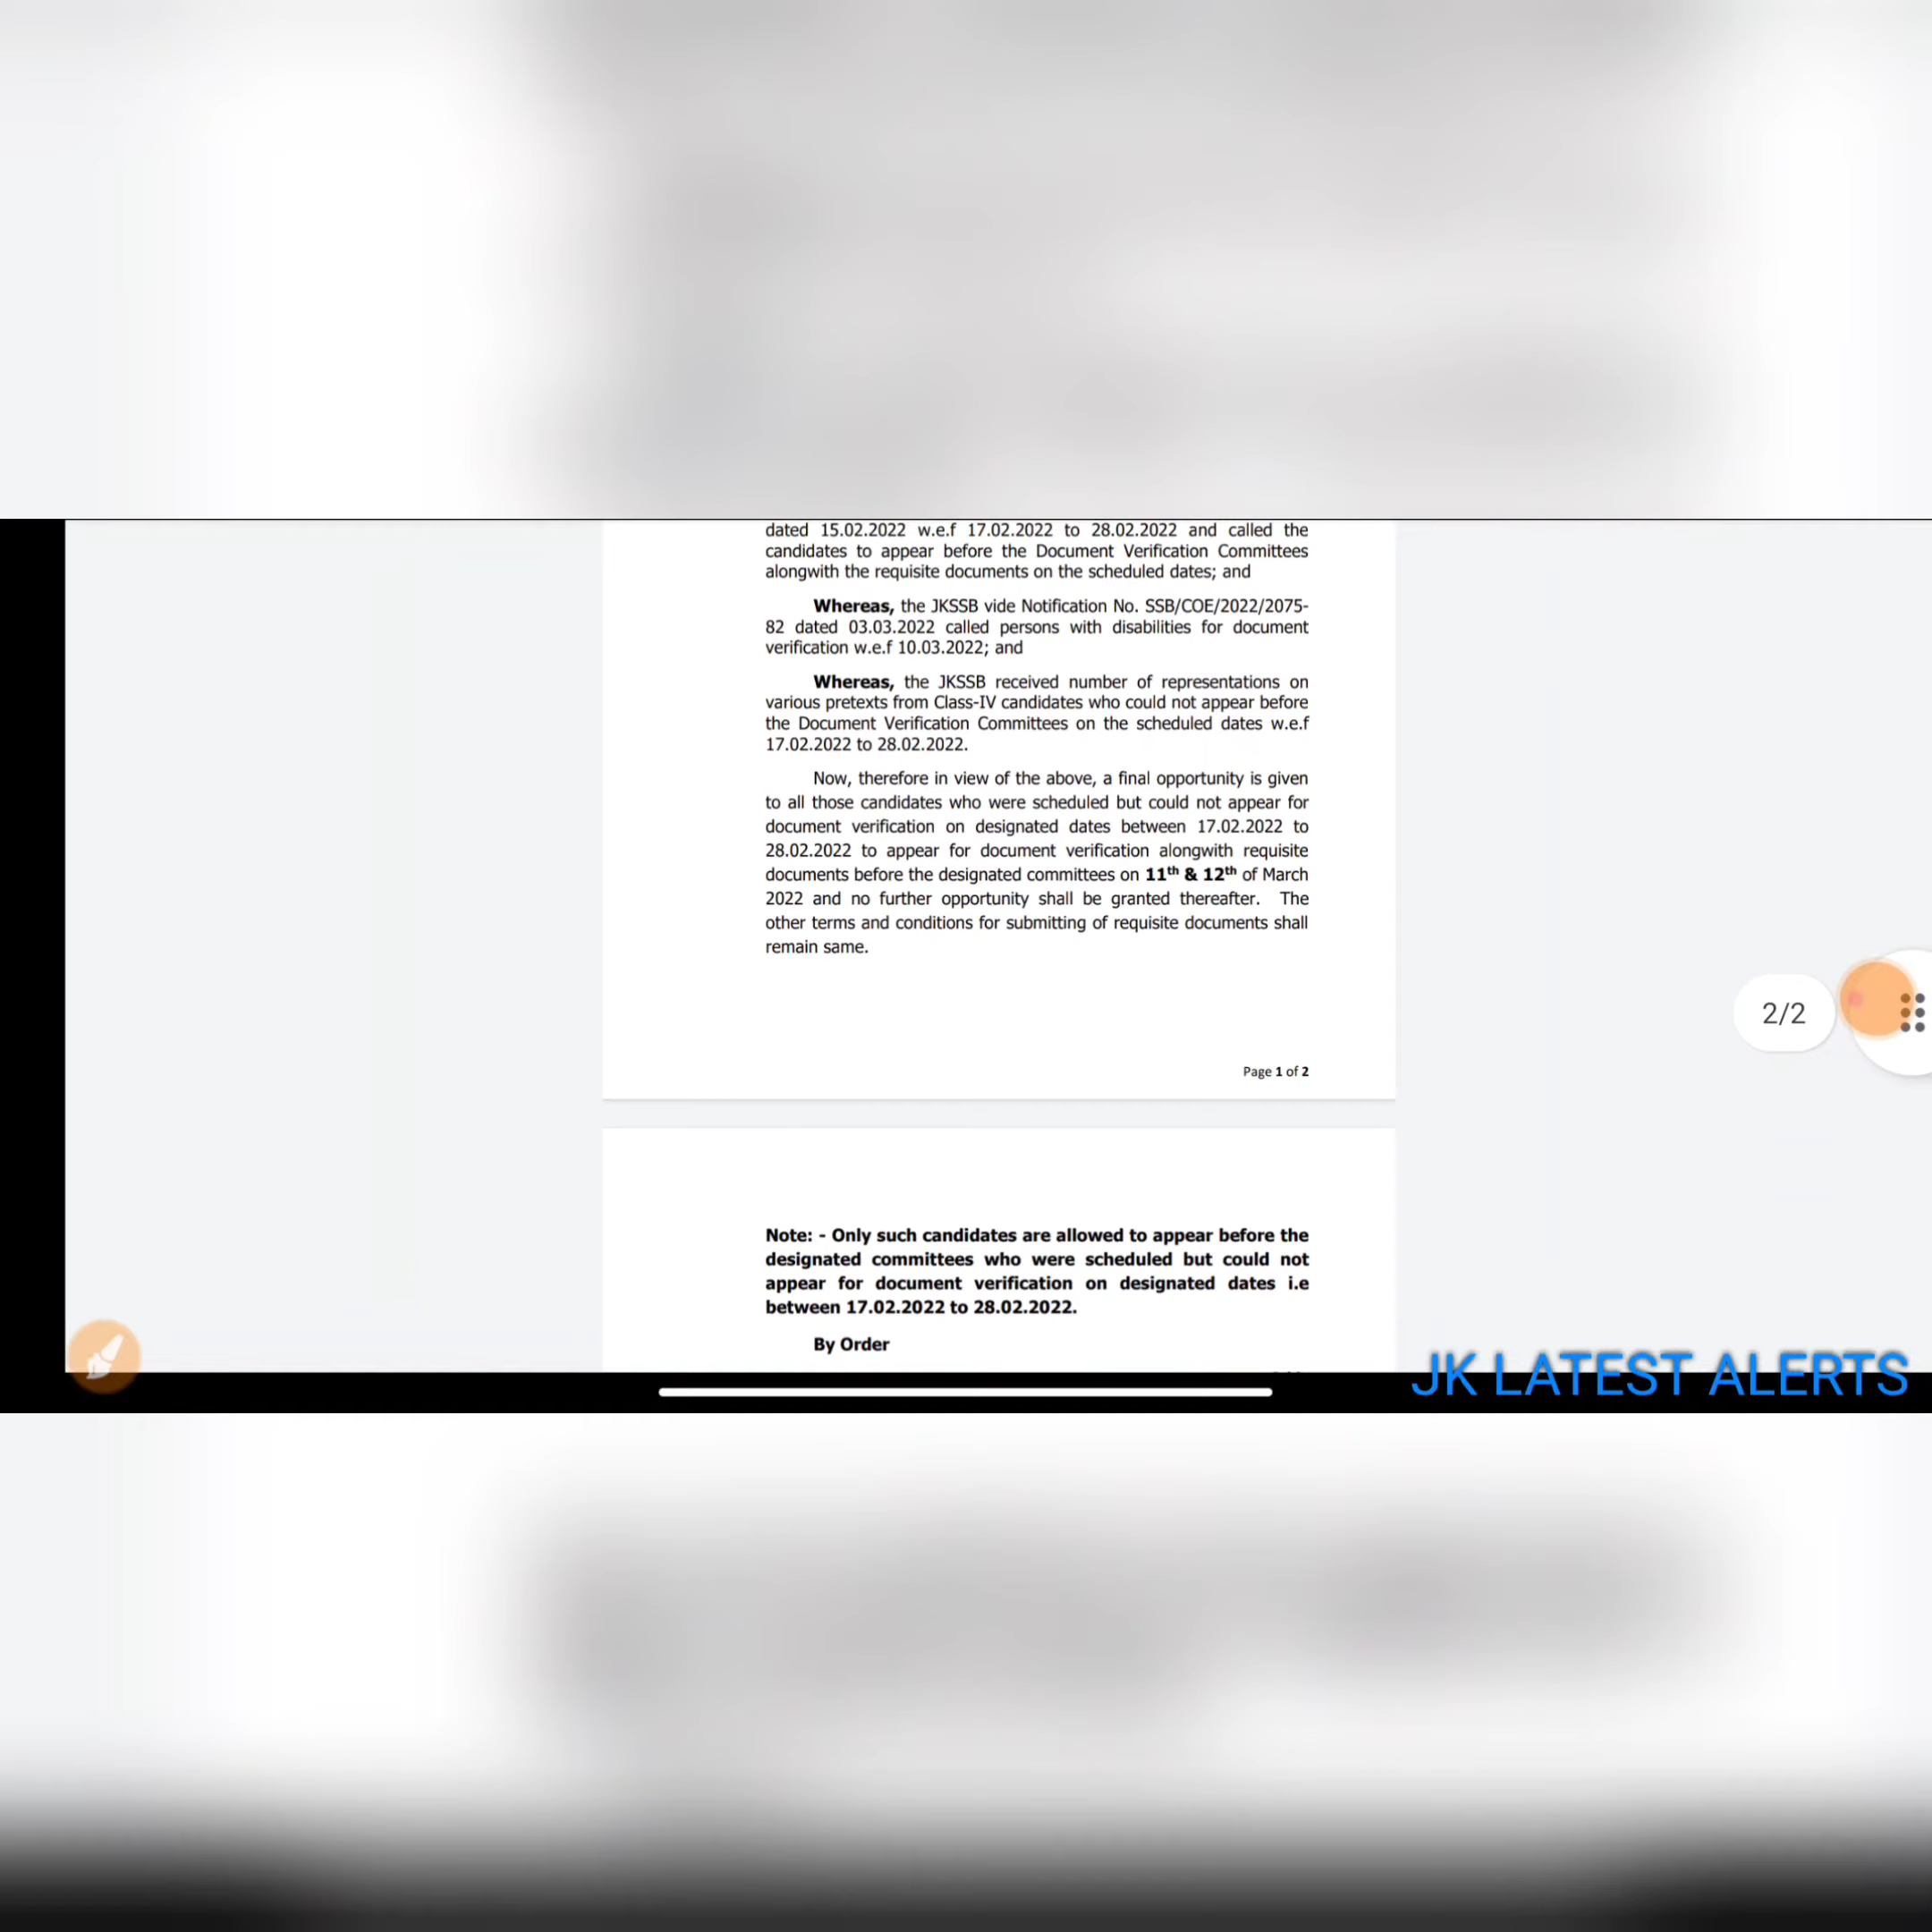 dated 15.02.2022 w.e.f 17.02.2022 to 28.02.2022 and called the
candidates to appear before the Document Verification Committees
alongwith the requisite documents on the scheduled dates; and
Whereas, the JKSSB vide Notification No. SSB/COE/2022/2075-
82 dated 03.03.2022 called persons with disabilities for document
verification w.e.f 10.03.2022; and
Whereas, the JKSSB received number of representations on
various pretexts from Class-IV candidates who could not appear before
the Document Verification Committees on the scheduled dates w.e.f
17.02.2022 to 28.02.2022.
Now, therefore in view of the above, a final opportunity is given
to all those candidates who were scheduled but could not appear for
document verification on designated dates between 17.02.2022 to
28.02.2022 to appear for document verification alongwith requisite
documents before the designated committees on 11th & 12th of March
2022 and no further opportunity shall be granted thereafter. The
other terms and conditions for submitting of requisite documents shall
remain same.
2/2
Page 1 of 2
Note: - Only such candidates are allowed to appear before the
designated committees who were scheduled but could not
appear for document verification on designated dates i.e
between 17.02.2022 to 28.02.2022.
By Order
JK LATEST ALERTS